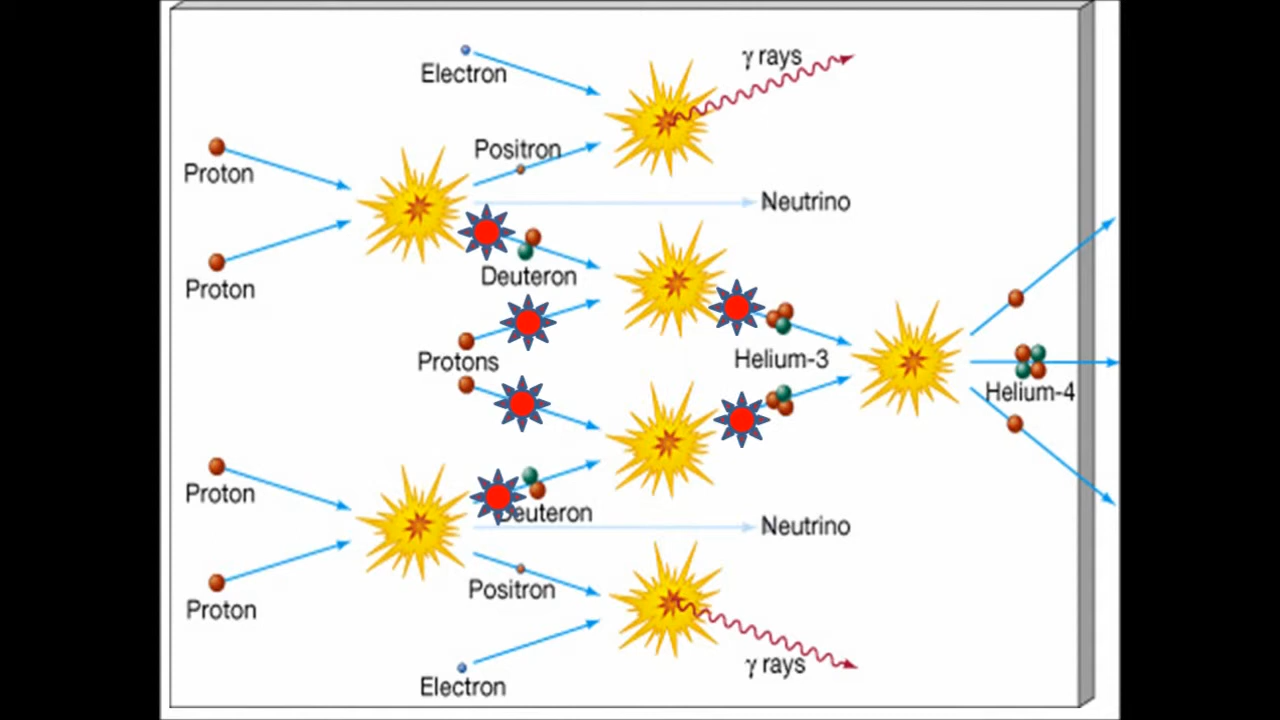 γ rays
Electron
Positron
Proton
Neutrino
Proton
Deuteron
Protons
Helium-3
Helium-4
Proton
Deuteron
Neutrino
Positron
Proton
γ rays
Electron